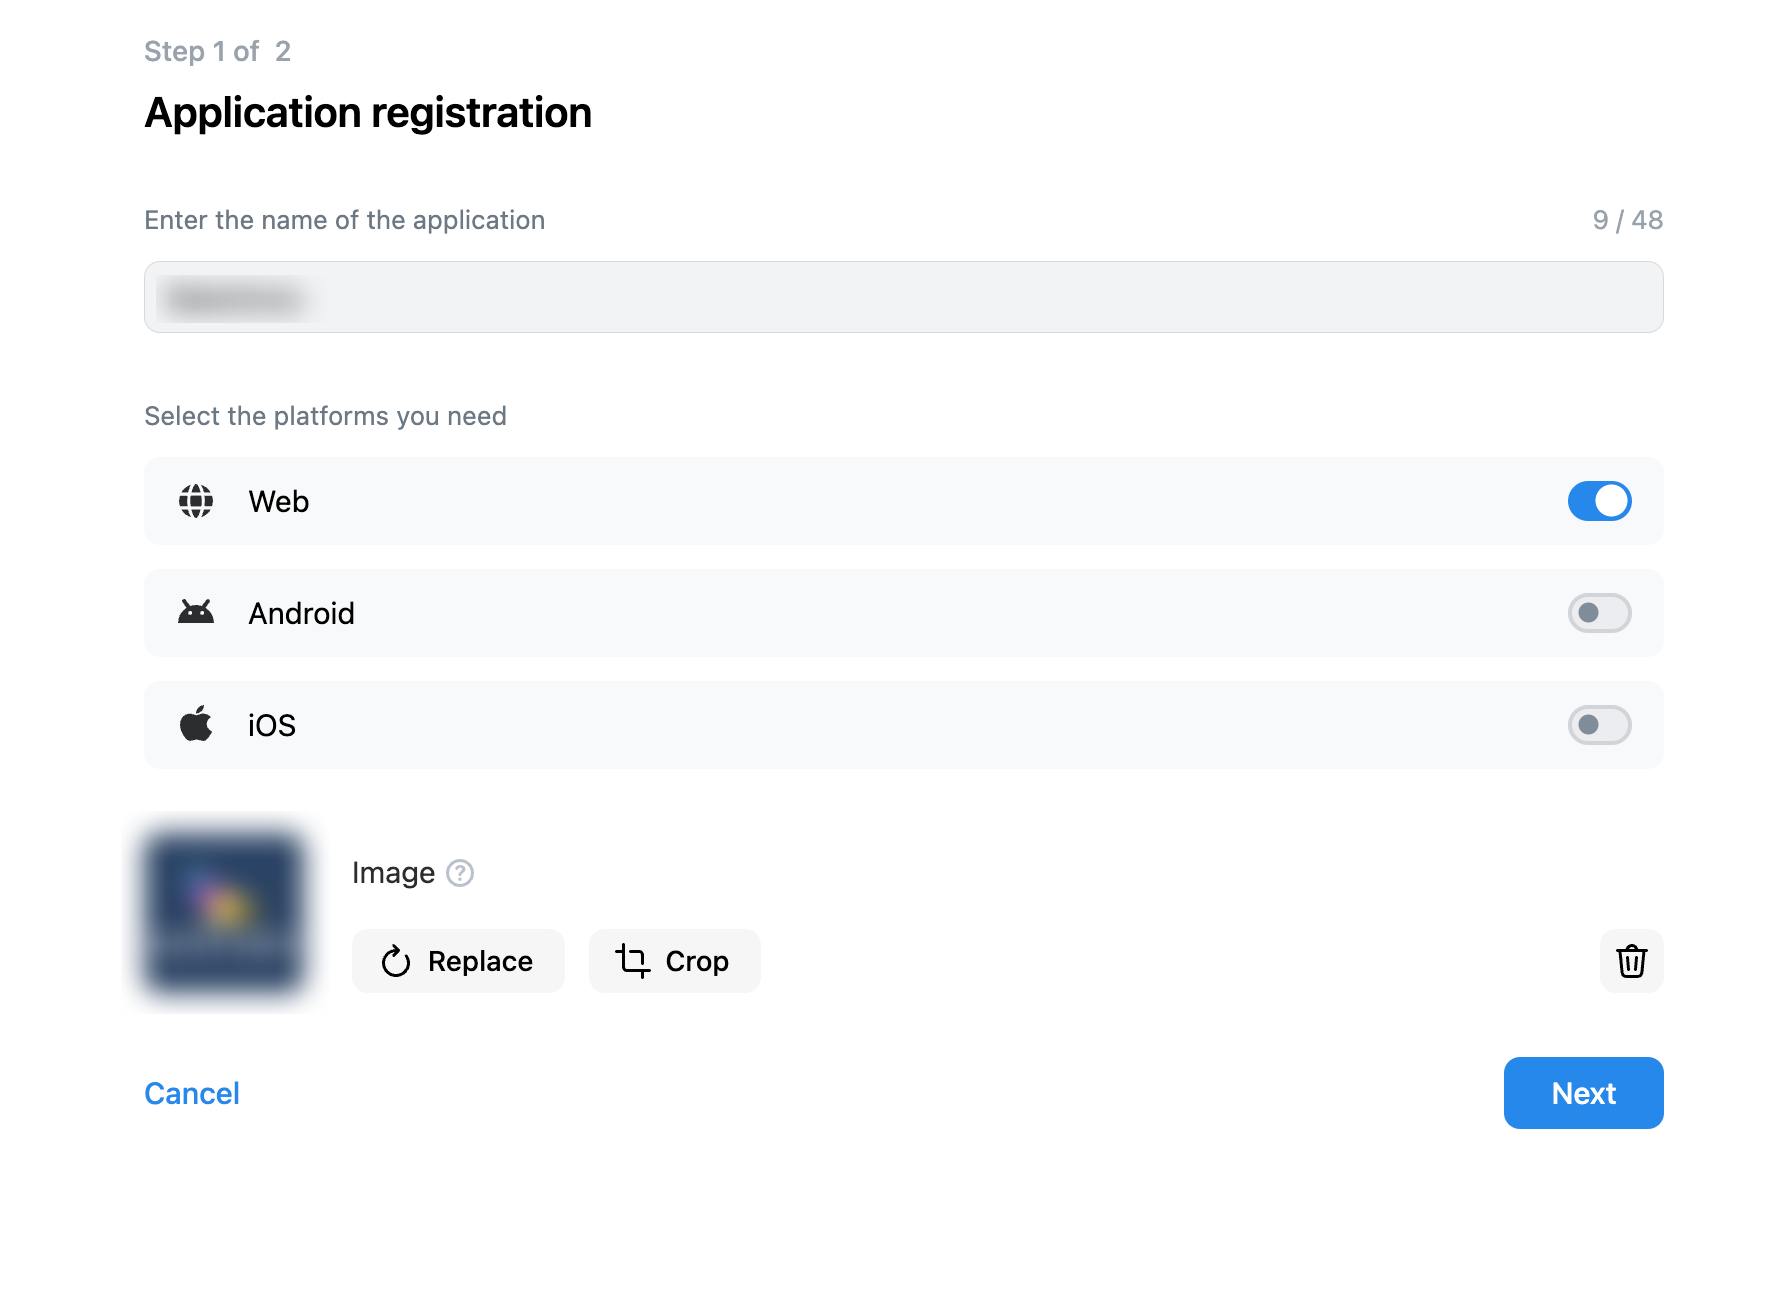 Step 1 of 2
Application registration
Enter the name of the application
9 / 48
Select the platforms you need
Web
Android
iOS
Image ?
Replace
Crop
Cancel
Next